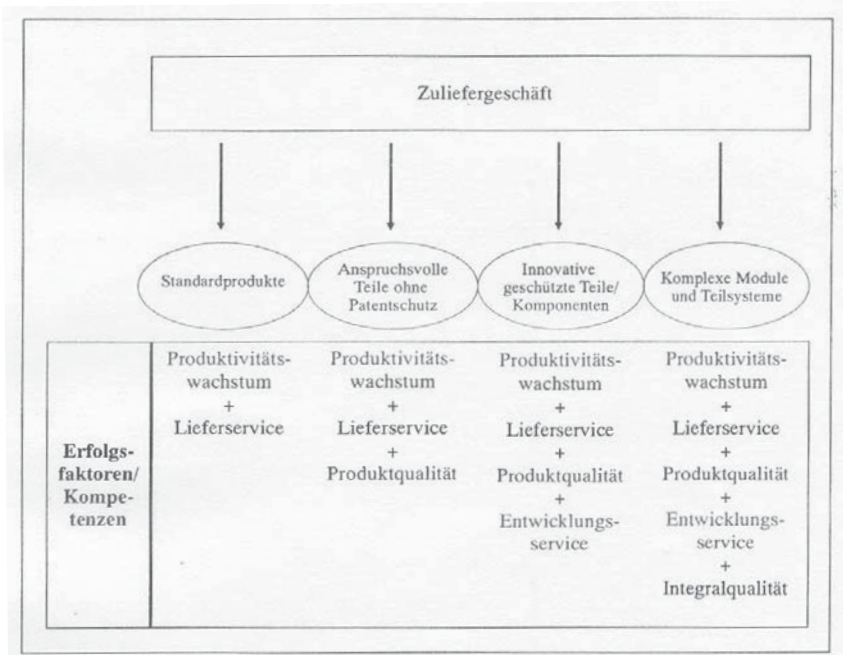 Zuliefergeschäft
Standardprodukte
Anspruchsvolle
Teile ohne
Patentschutz
Innovative
geschützte Teile/
Komponenten
Komplexe Module
und Teilsysteme
Erfolgs-
faktoren/
Kompe-
tenzen
Produktivitäts-
wachstum
+
Lieferservice
Produktivitäts-
wachstum
+
Lieferservice
+
Produktqualität
Produktivitäts-
wachstum
+
Lieferservice
+
Produktqualität
+
Entwicklungs-
service
Produktivitäts-
wachstum
+
Lieferservice
+
Produktqualität
+
Entwicklungs-
service
+
Integralqualität